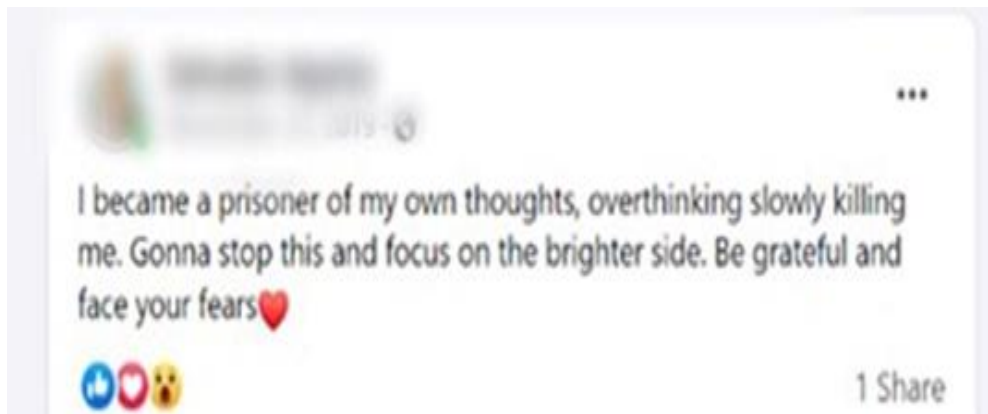 I became a prisoner of my own thoughts, overthinking slowly killing
me. Gonna stop this and focus on the brighter side. Be grateful and
face your fears❤️
1 Share